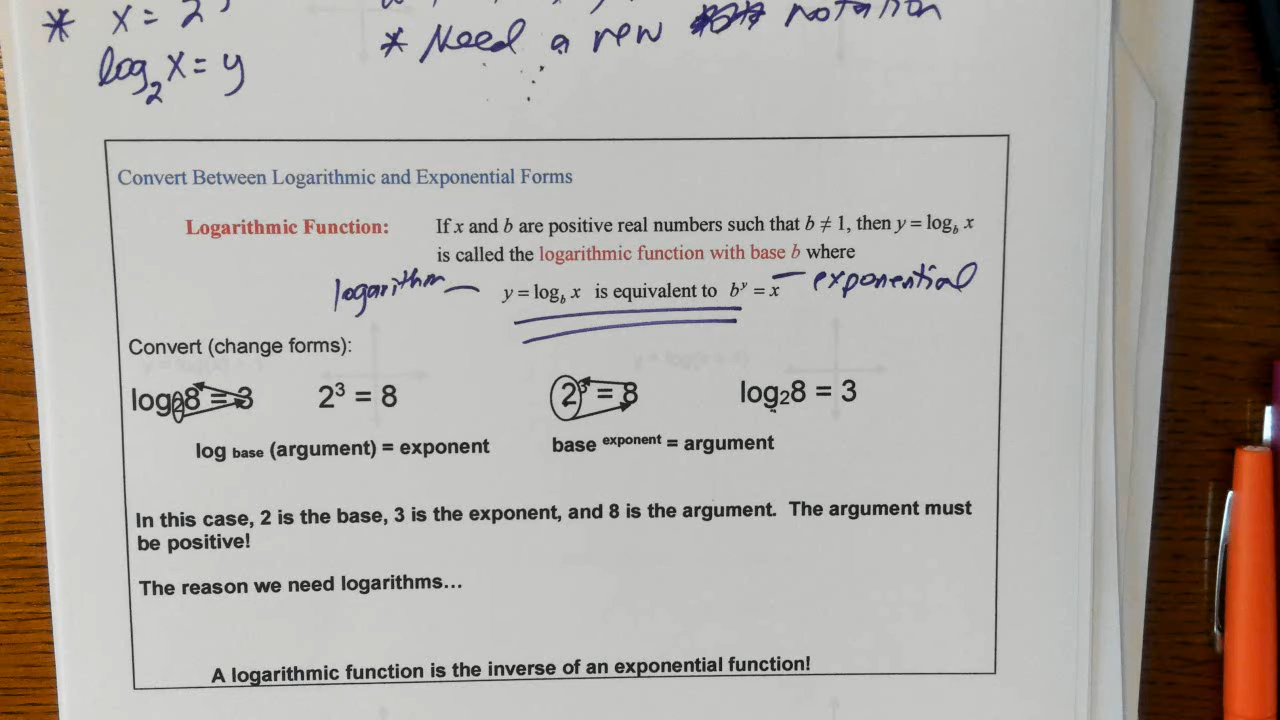 * x = 2
* Need a new notation
log₂ x = y
Convert Between Logarithmic and Exponential Forms
Logarithmic Function: If x and b are positive real numbers such that b ≠ 1, then y = log_b x
is called the logarithmic function with base b where
logarithm — y = log_b x is equivalent to b^y = x — exponential
Convert (change forms):
log₂8 = 3 2³ = 8 2³ = 8 log₂8 = 3
log base (argument) = exponent base exponent = argument
In this case, 2 is the base, 3 is the exponent, and 8 is the argument. The argument must
be positive!
The reason we need logarithms...
A logarithmic function is the inverse of an exponential function!